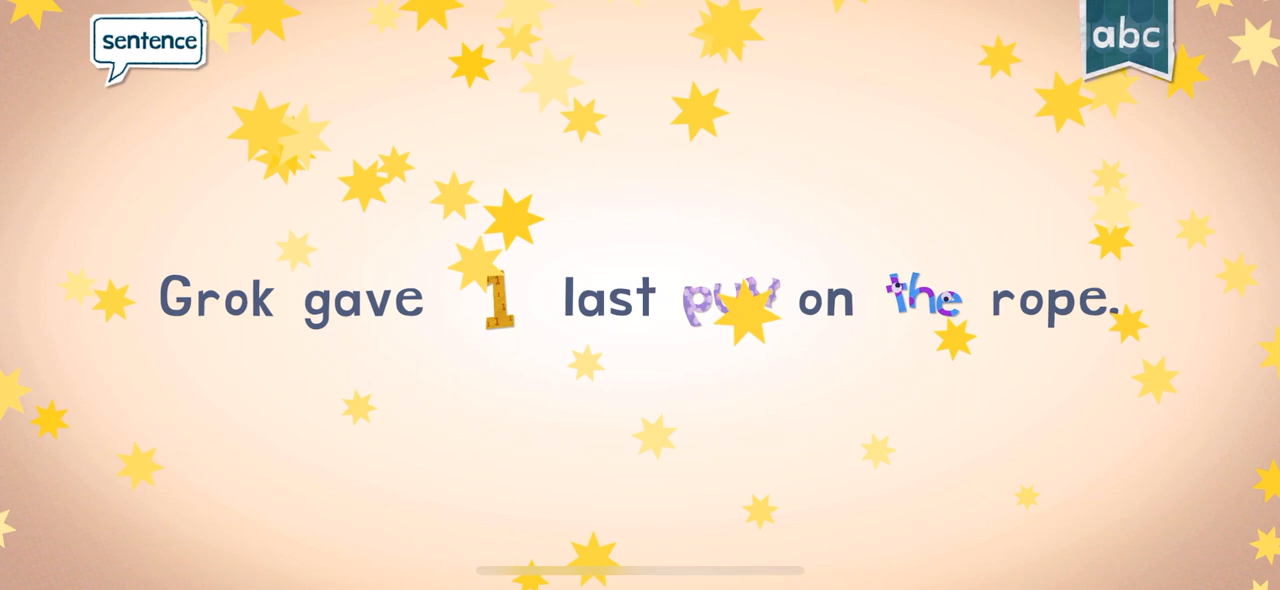 sentence
abc
Grok gave 1 last on the rope.